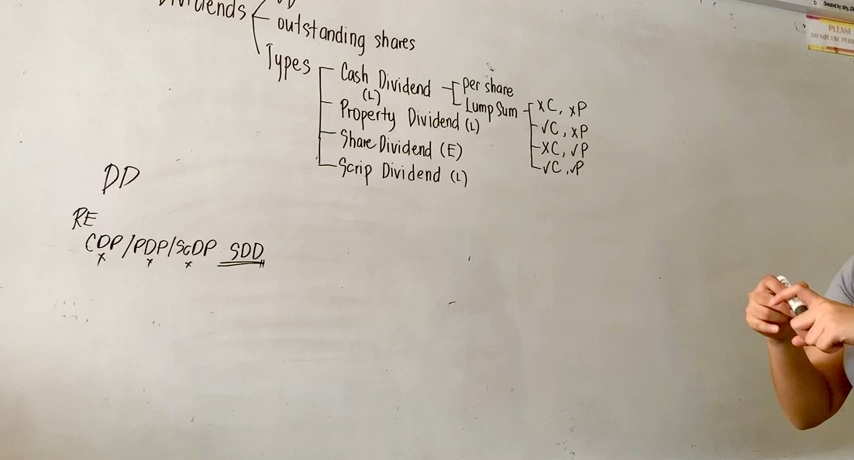 Dividends
outstanding shares
Types
Cash Dividend (L)
Per share
Lump Sum
xC, xP
√C, xP
xC, √P
√C, √P
Property Dividend (L)
Share Dividend (E)
Scrip Dividend (L)
DD
RE
CDP/PDP/ScDP SDD
x x x
PLEASE